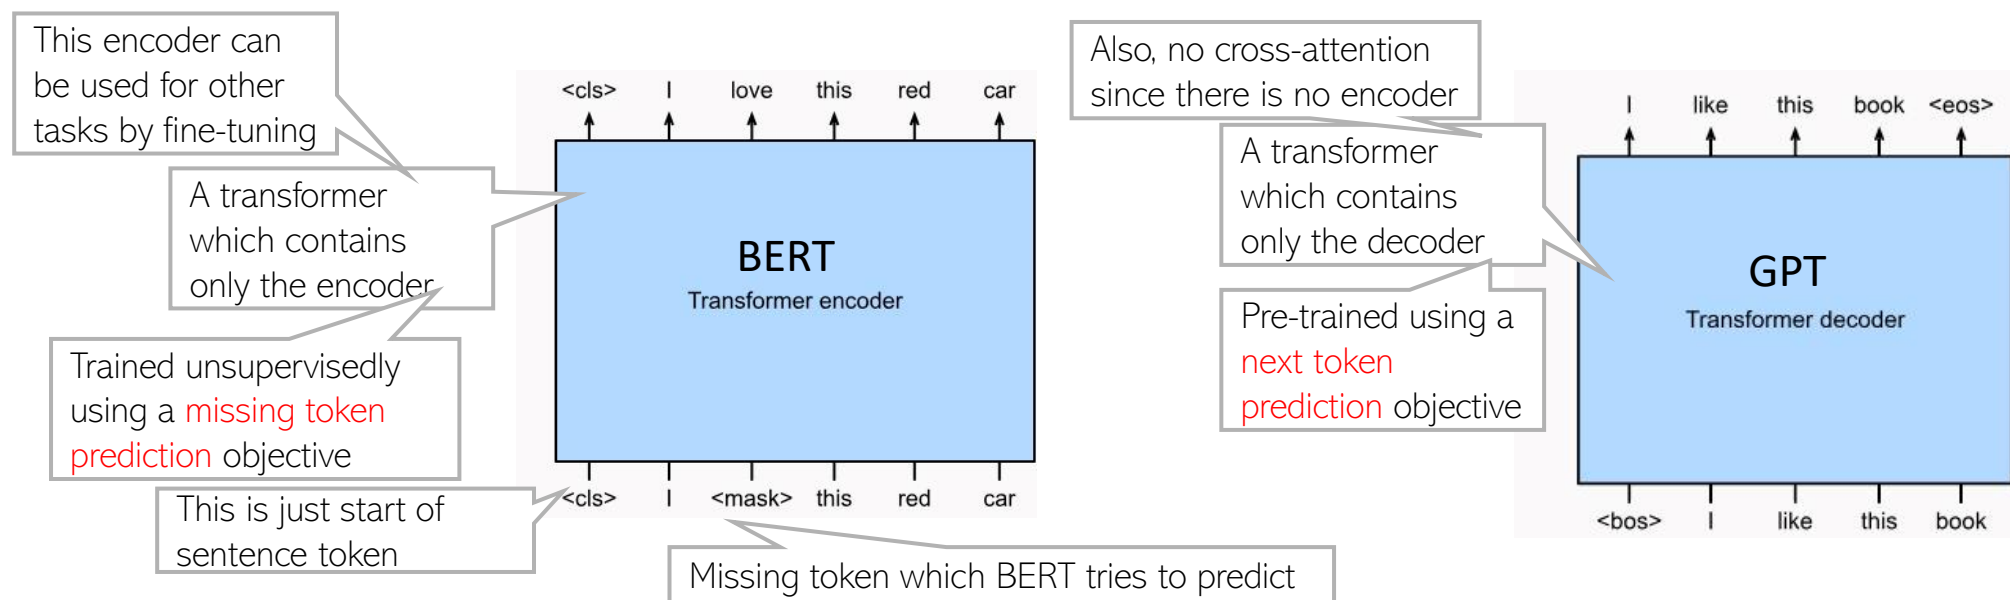 This encoder can
be used for other
tasks by fine-tuning
A transformer
which contains
only the encoder
Trained unsupervisedly
using a missing token
prediction objective
This is just start of
sentence token
<cls> I love this red car
BERT
Transformer encoder
<cls> I <mask> this red car
Missing token which BERT tries to predict
Also, no cross-attention
since there is no encoder
A transformer
which contains
only the decoder
Pre-trained using a
next token
prediction objective
I like this book <eos>
GPT
Transformer decoder
<bos> I like this book